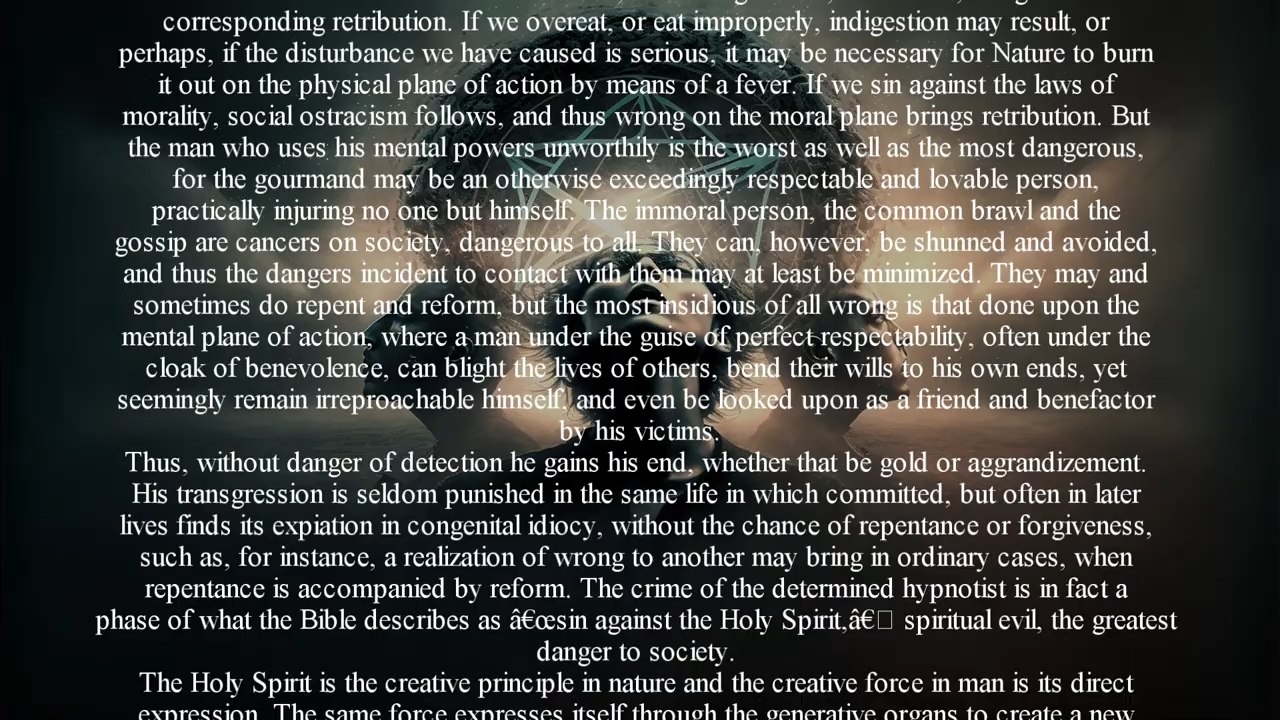 corresponding retribution. If we overeat, or eat improperly, indigestion may result, or
perhaps, if the disturbance we have caused is serious, it may be necessary for Nature to burn
it out on the physical plane of action by means of a fever. If we sin against the laws of
morality, social ostracism follows, and thus wrong on the moral plane brings retribution. But
the man who uses his mental powers unworthily is the worst as well as the most dangerous,
for the gourmand may be an otherwise exceedingly respectable and lovable person,
practically injuring no one but himself. The immoral person, the common brawl and the
gossip are cancers on society, dangerous to all. They can, however, be shunned and avoided,
and thus the dangers incident to contact with them may at least be minimized. They may and
sometimes do repent and reform, but the most insidious of all wrong is that done upon the
mental plane of action, where a man under the guise of perfect respectability, often under the
cloak of benevolence, can blight the lives of others, bend their wills to his own ends, yet
seemingly remain irreproachable himself, and even be looked upon as a friend and benefactor
by his victims.
Thus, without danger of detection he gains his end, whether that be gold or aggrandizement.
His transgression is seldom punished in the same life in which committed, but often in later
lives finds its expiation in congenital idiocy, without the chance of repentance or forgiveness,
such as, for instance, a realization of wrong to another may bring in ordinary cases, when
repentance is accompanied by reform. The crime of the determined hypnotist is in fact a
phase of what the Bible describes as â€œsin against the Holy Spirit,â€□ spiritual evil, the greatest
danger to society.
The Holy Spirit is the creative principle in nature and the creative force in man is its direct
expression. The same force expresses itself through the generative organs to create a new